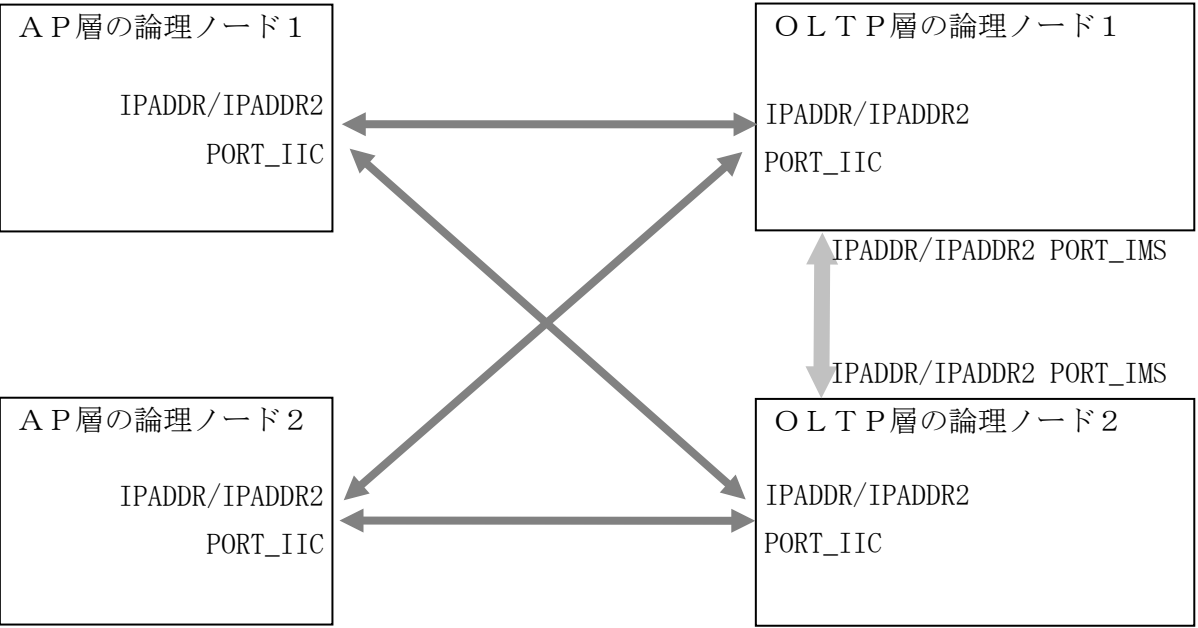 ＡＰ層の論理ノード１
IPADDR/IPADDR2
PORT_IIC
ＯＬＴＰ層の論理ノード１
IPADDR/IPADDR2
PORT_IIC
IPADDR/IPADDR2 PORT_IMS
IPADDR/IPADDR2 PORT_IMS
ＡＰ層の論理ノード２
IPADDR/IPADDR2
PORT_IIC
ＯＬＴＰ層の論理ノード２
IPADDR/IPADDR2
PORT_IIC